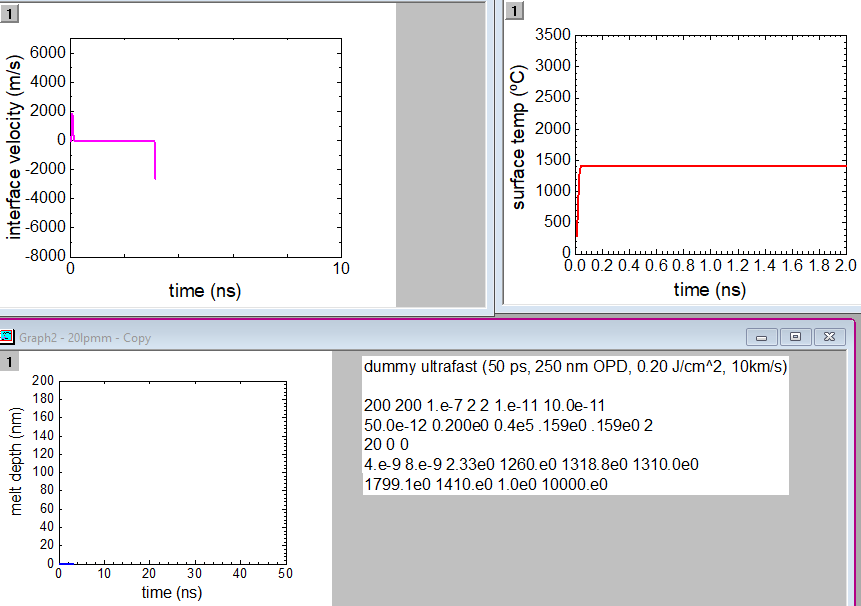 1
6000
4000
2000
0
-2000
-4000
-6000
-8000
interface velocity (m/s)
0 10
time (ns)
1
3500
3000
2500
2000
1500
1000
500
0
surface temp (ºC)
0.0 0.2 0.4 0.6 0.8 1.0 1.2 1.4 1.6 1.8 2.0
time (ns)
Graph2 - 20lpmm - Copy
1
200
180
160
140
120
100
80
60
40
20
0
melt depth (nm)
0 10 20 30 40 50
time (ns)
dummy ultrafast (50 ps, 250 nm OPD, 0.20 J/cm^2, 10km/s)
200 200 1.e-7 2 2 1.e-11 10.0e-11
50.0e-12 0.200e0 0.4e5 .159e0 .159e0 2
20 0 0
4.e-9 8.e-9 2.33e0 1260.e0 1318.8e0 1310.0e0
1799.1e0 1410.e0 1.0e0 10000.e0